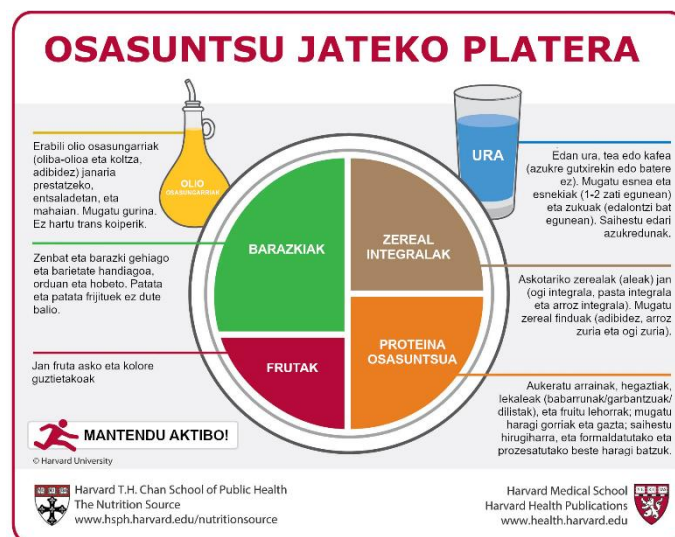 OSASUNTSU JATEKO PLATERA
Erabili olio osasungarriak
(oliba-olioa eta koltza,
adibidez) janaria
prestatzeko,
entsaladetan, eta
mahaian. Mugatu gurina.
Ez hartu trans koiperik.
OLIO
OSASUNGARRIAK
URA
Edan ura, tea edo kafea
(azukre gutxirekin edo batere
ez). Mugatu esnea eta
esnekiak (1-2 zati egunean)
eta zukuak (edalontzi bat
egunean). Saihestu edari
azukredunak.
BARAZKIAK
ZEREAL
INTEGRALAK
Zenbat eta barazki gehiago
eta barietate handiagoa,
orduan eta hobeto. Patata
eta patata frijituek ez dute
balio.
Askotariko zerealak (aleak) jan
(ogi integrala, pasta integrala
eta arroz integrala). Mugatu
zereal finduak (adibidez, arroz
zuria eta ogi zuria).
FRUTAK
PROTEINA
OSASUNTSUA
Jan fruta asko eta kolore
guztietakoak
Aukeratu arrainak, hegaztiak,
lekaleak (babarrunak/garbantzuak/
dilistak), eta fruitu lehorrak; mugatu
haragi gorriak eta gazta; saihestu
hirugiharra, eta formaldatutako eta
prozesatutako beste haragi batzuk.
MANTENDU AKTIBO!
© Harvard University
Harvard T.H. Chan School of Public Health
The Nutrition Source
www.hsph.harvard.edu/nutritionsource
Harvard Medical School
Harvard Health Publications
www.health.harvard.edu